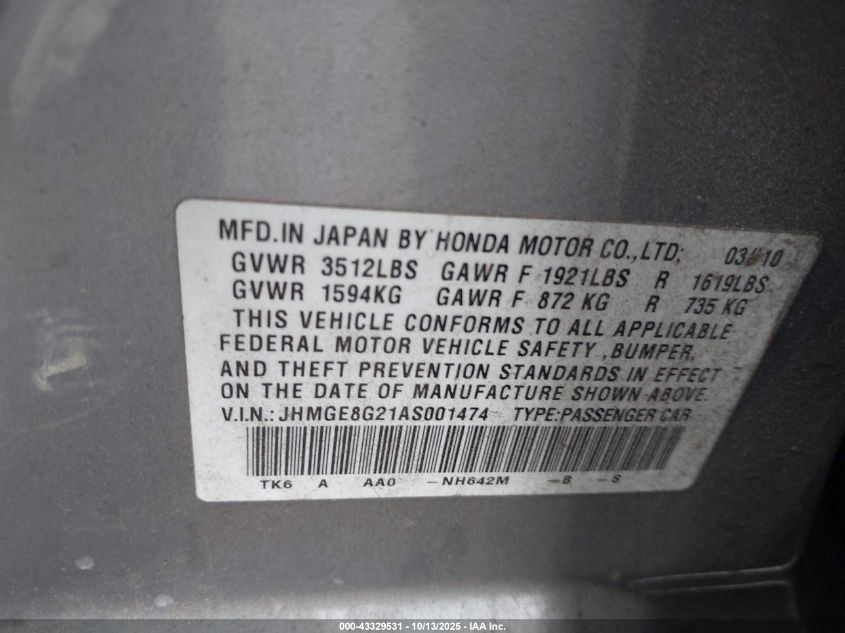 MFD.IN JAPAN BY HONDA MOTOR CO.,LTD; 03/10
GVWR 3512LBS GAWR F 1921LBS R 1619LBS
GVWR 1594KG GAWR F 872 KG R 735 KG
THIS VEHICLE CONFORMS TO ALL APPLICABLE
FEDERAL MOTOR VEHICLE SAFETY ,BUMPER,
AND THEFT PREVENTION STANDARDS IN EFFECT
ON THE DATE OF MANUFACTURE SHOWN ABOVE.
V.I.N.: JHMGE8G21AS001474 TYPE:PASSENGER CAR
TK6 A AA0 -NH642M -B -S
000-43329531 - 10/13/2025 - IAA Inc.